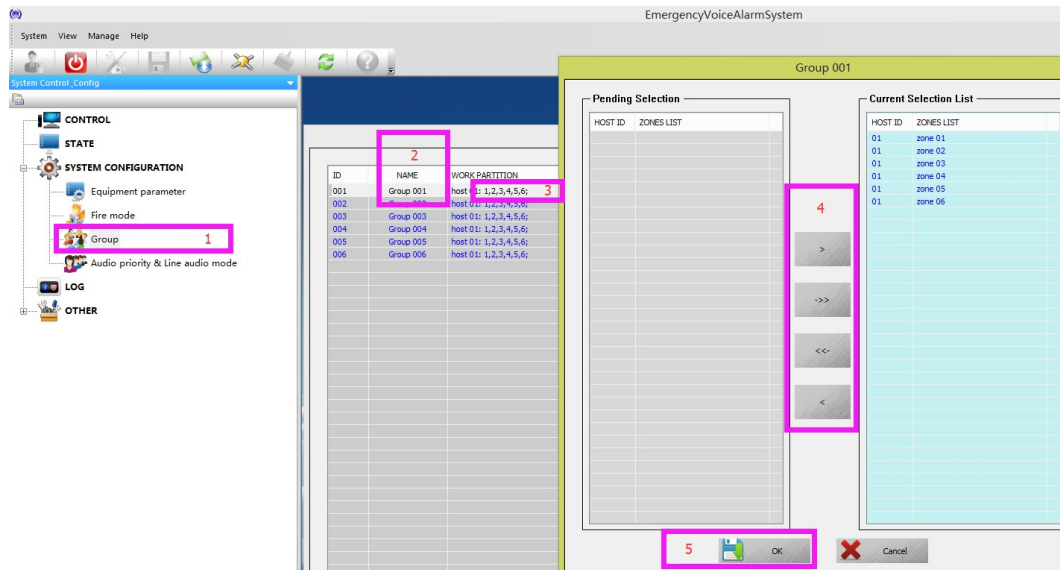 EmergencyVoiceAlarmSystem
System View Manage Help
System Control ,Config
Group 001
CONTROL
STATE
SYSTEM CONFIGURATION
Equipment parameter
Fire mode
Group 1
Audio priority & Line audio mode
LOG
OTHER
2
ID NAME WORK PARTITION
001 Group 001 host 01: 1,2,3,4,5,6; 3
002 Group 002 host 01: 1,2,3,4,5,6;
003 Group 003 host 01: 1,2,3,4,5,6;
004 Group 004 host 01: 1,2,3,4,5,6;
005 Group 005 host 01: 1,2,3,4,5,6;
006 Group 006 host 01: 1,2,3,4,5,6;
Pending Selection
HOST ID ZONES LIST
4
>
->>
<<-
<
Current Selection List
HOST ID ZONES LIST
01 zone 01
01 zone 02
01 zone 03
01 zone 04
01 zone 05
01 zone 06
5 OK Cancel